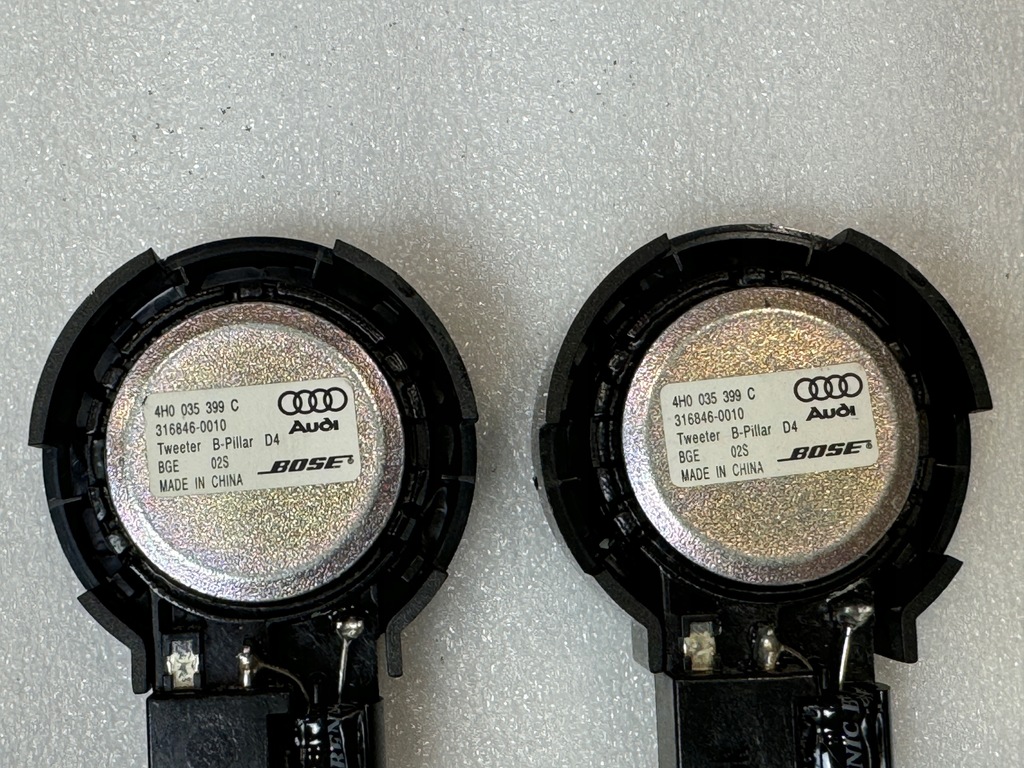 4H0 035 399 C
316846-0010
Audi
Tweeter B-Pillar D4
BGE 02S
BOSE®
MADE IN CHINA
4H0 035 399 C
316846-0010
Audi
Tweeter B-Pillar D4
BGE 02S
BOSE®
MADE IN CHINA